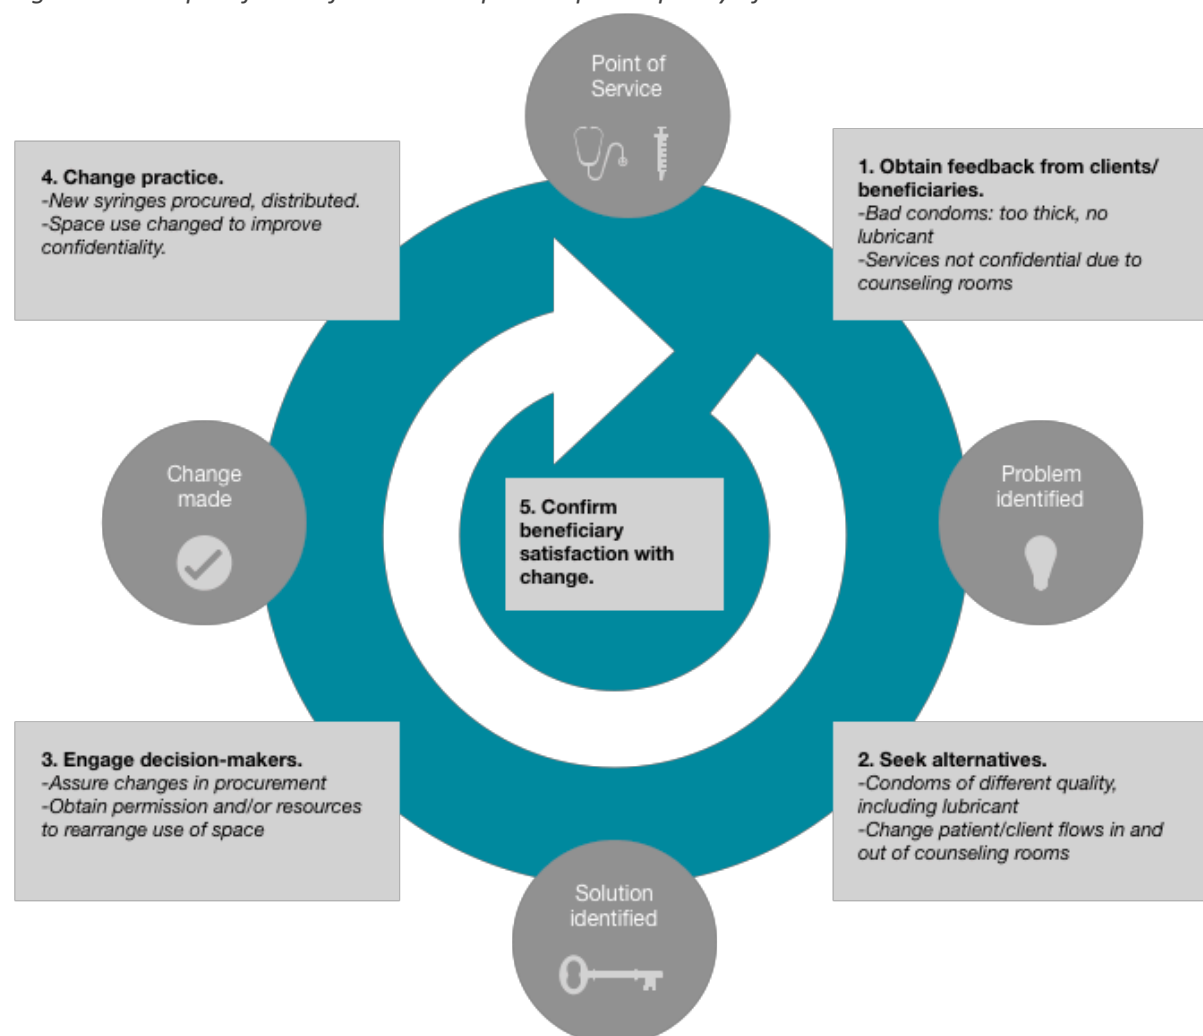 Point of
Service
1. Obtain feedback from clients/
beneficiaries.
-Bad condoms: too thick, no
lubricant
-Services not confidential due to
counseling rooms
Problem
identified
2. Seek alternatives.
-Condoms of different quality,
including lubricant
-Change patient/client flows in and
out of counseling rooms
Solution
identified
3. Engage decision-makers.
-Assure changes in procurement
-Obtain permission and/or resources
to rearrange use of space
Change
made
4. Change practice.
-New syringes procured, distributed.
-Space use changed to improve
confidentiality.
5. Confirm
beneficiary
satisfaction with
change.